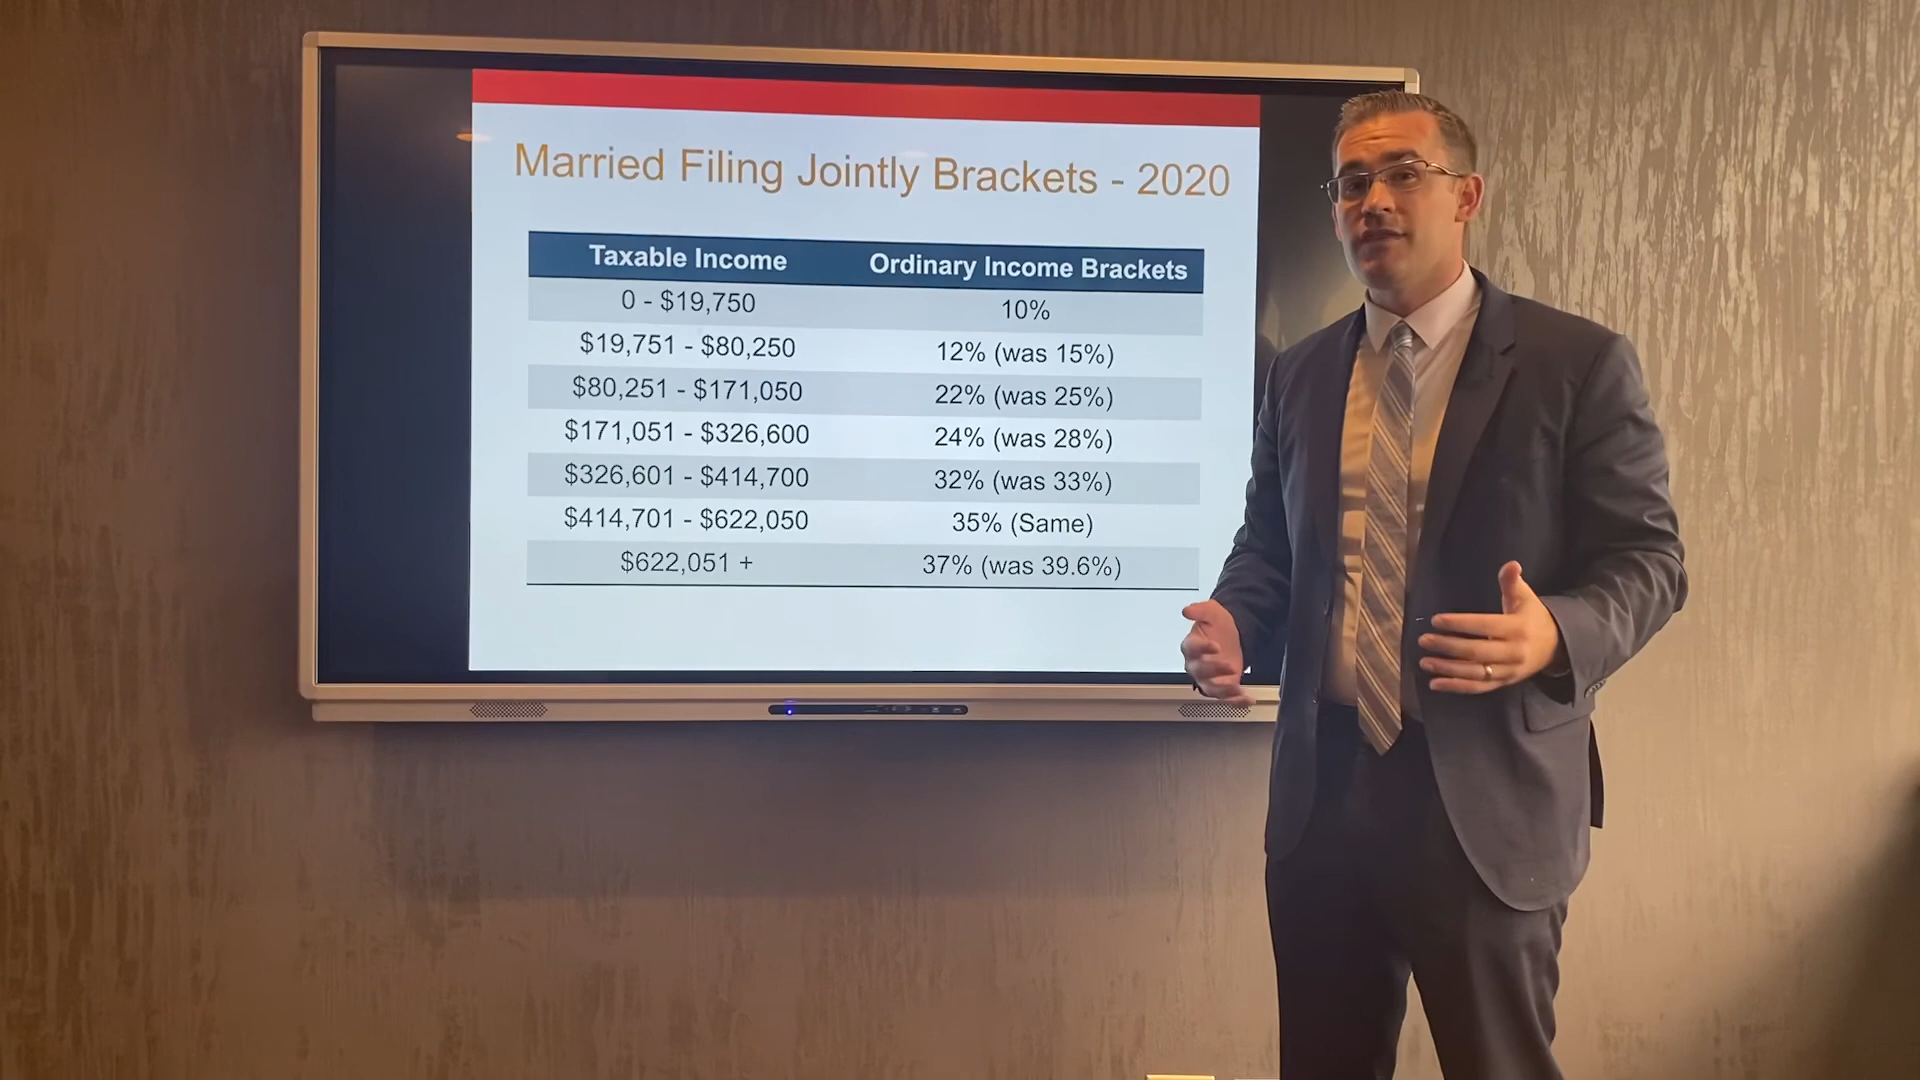 Married Filing Jointly Brackets - 2020
Taxable Income Ordinary Income Brackets
0 - $19,750 10%
$19,751 - $80,250 12% (was 15%)
$80,251 - $171,050 22% (was 25%)
$171,051 - $326,600 24% (was 28%)
$326,601 - $414,700 32% (was 33%)
$414,701 - $622,050 35% (Same)
$622,051 + 37% (was 39.6%)